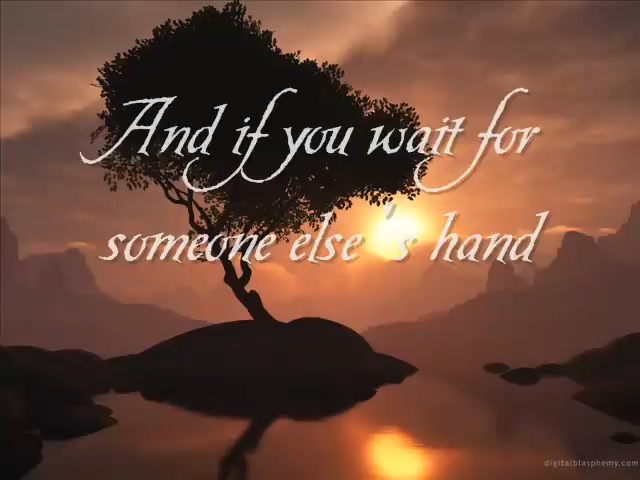 And if you wait for
someone else's hand
digitalblasphemy.com